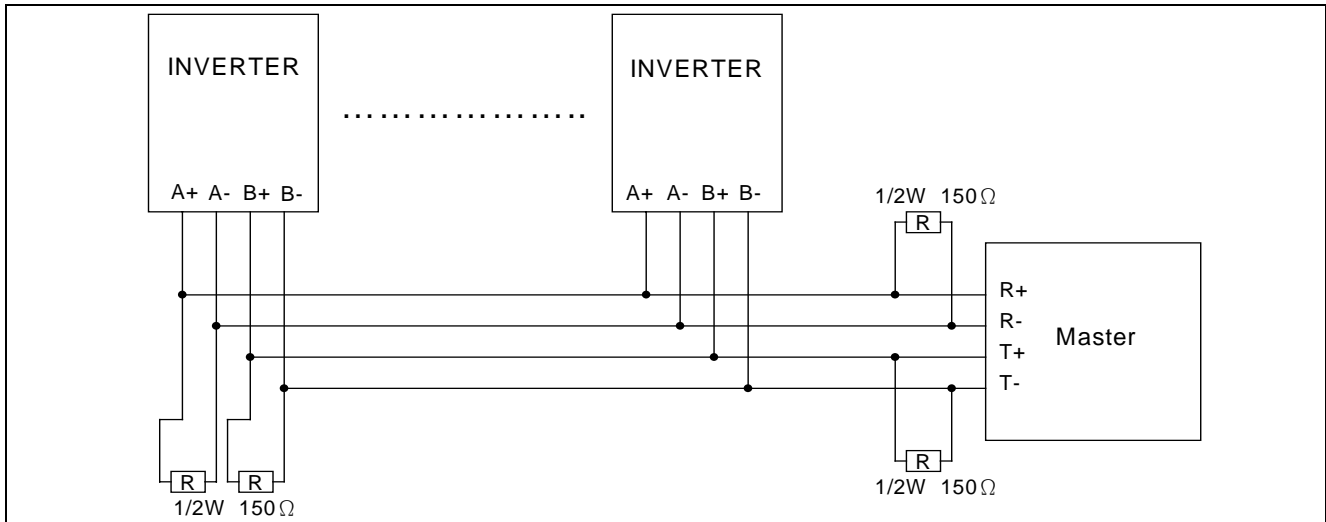 INVERTER
INVERTER
A+ A- B+ B-
A+ A- B+ B-
1/2W 150Ω
R
R+
R-
T+
T-
Master
R
R
1/2W 150Ω
R
1/2W 150Ω